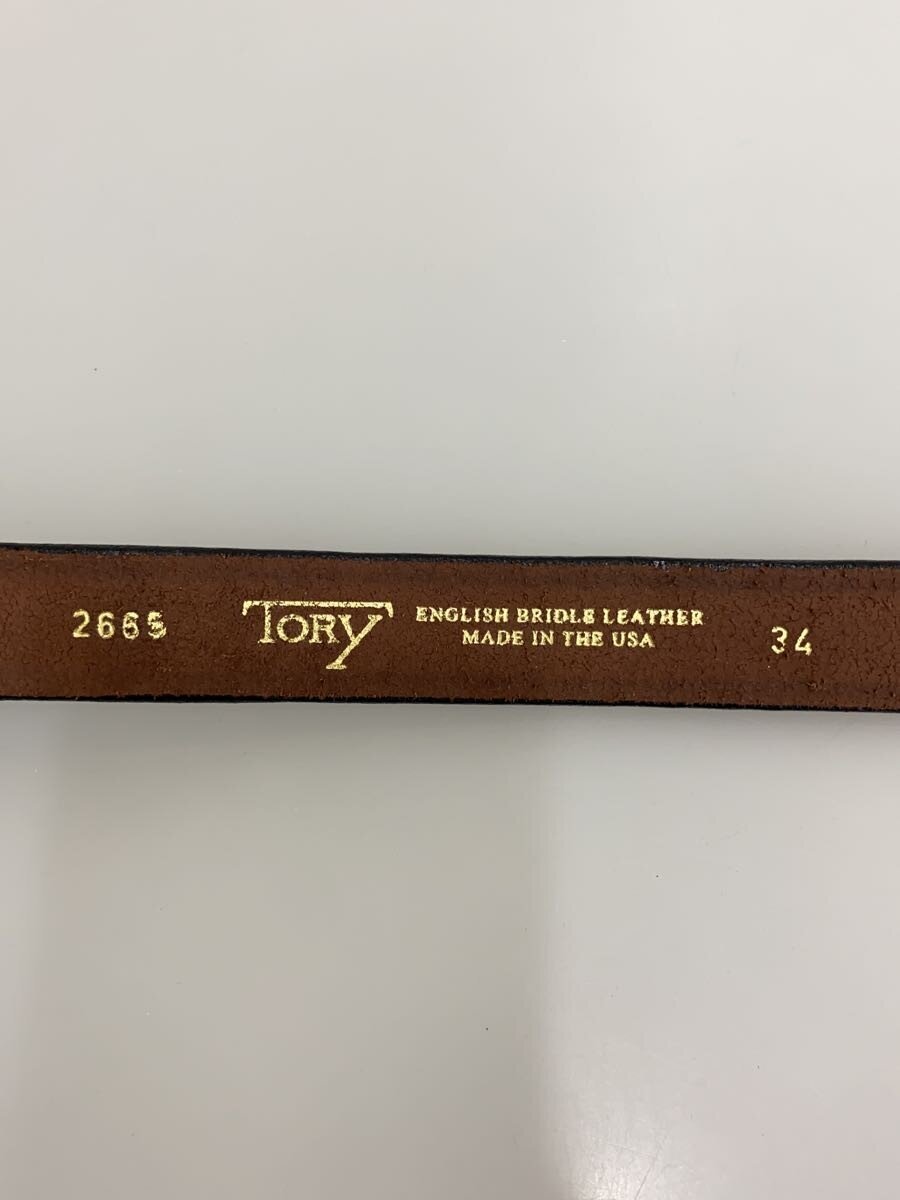 2665
TORY
ENGLISH BRIDLE LEATHER
MADE IN THE USA
34